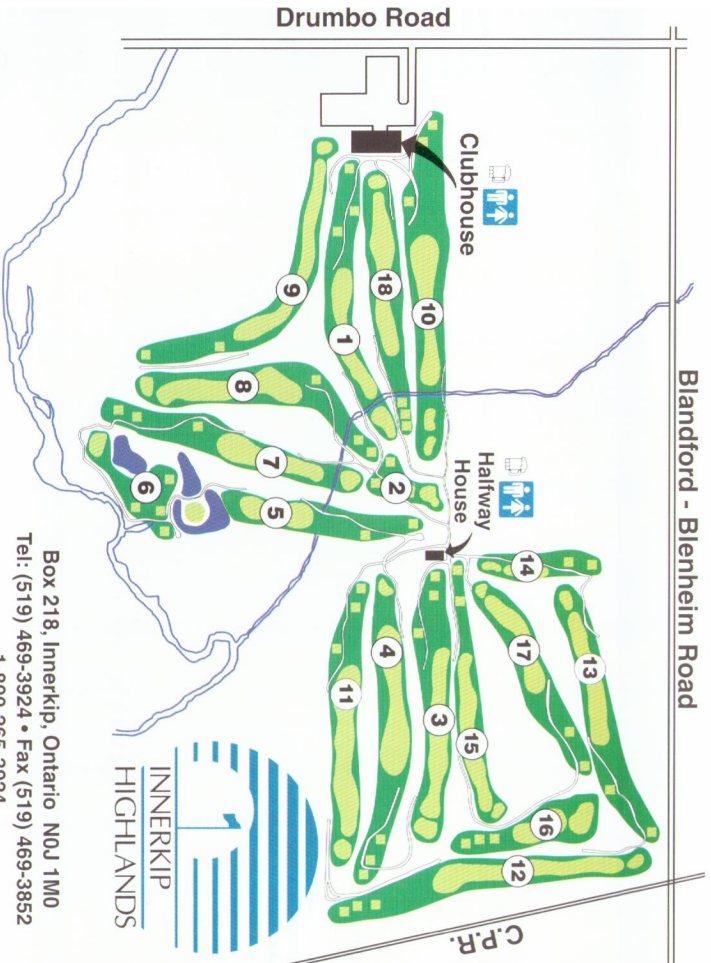 Drumbo Road
Blandford - Blenheim Road
Clubhouse
Halfway
House
C.P.R.
1
2
3
4
5
6
7
8
9
10
11
12
13
14
15
16
17
18
INNERKIP
HIGHLANDS
Box 218, Innerkip, Ontario N0J 1M0
Tel: (519) 469-3924 • Fax (519) 469-3852